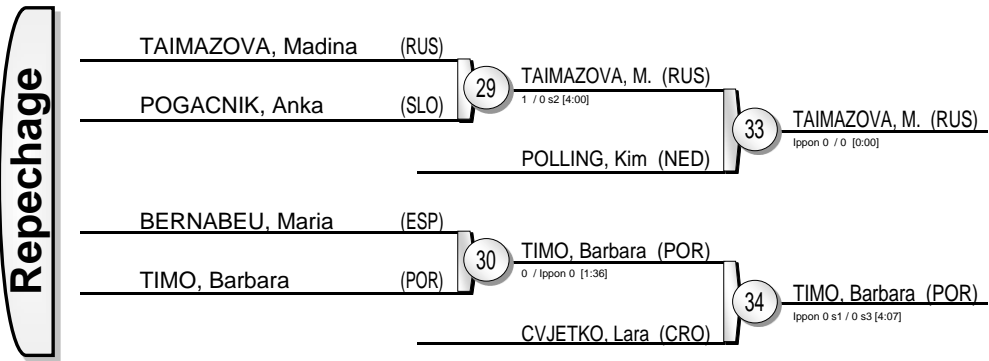 Repechage
TAIMAZOVA, Madina (RUS)
POGACNIK, Anka (SLO)
29
TAIMAZOVA, M. (RUS)
1 / 0 s2 [4:00]
POLLING, Kim (NED)
33
TAIMAZOVA, M. (RUS)
Ippon 0 / 0 [0:00]
BERNABEU, Maria (ESP)
TIMO, Barbara (POR)
30
TIMO, Barbara (POR)
0 / Ippon 0 [1:36]
CVJETKO, Lara (CRO)
34
TIMO, Barbara (POR)
Ippon 0 s1 / 0 s3 [4:07]